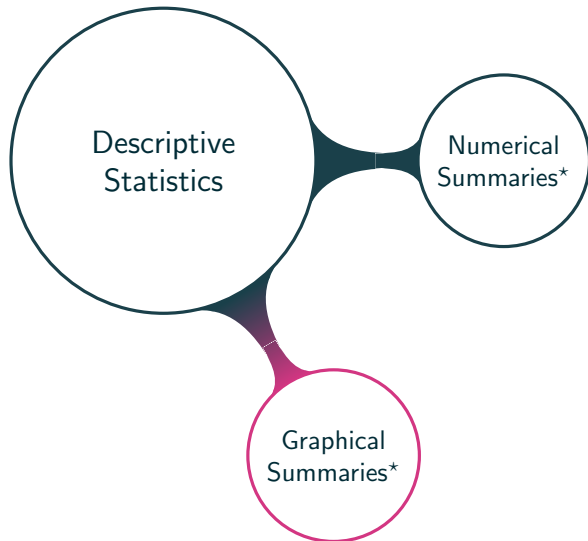 Descriptive
Statistics
Numerical
Summaries⋆
Graphical
Summaries⋆